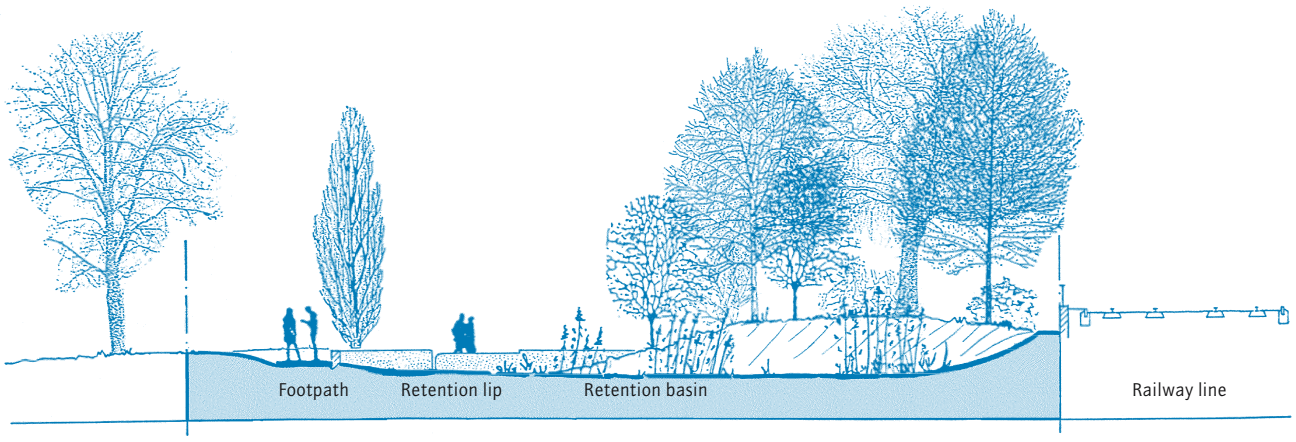 Footpath
Retention lip
Retention basin
Railway line